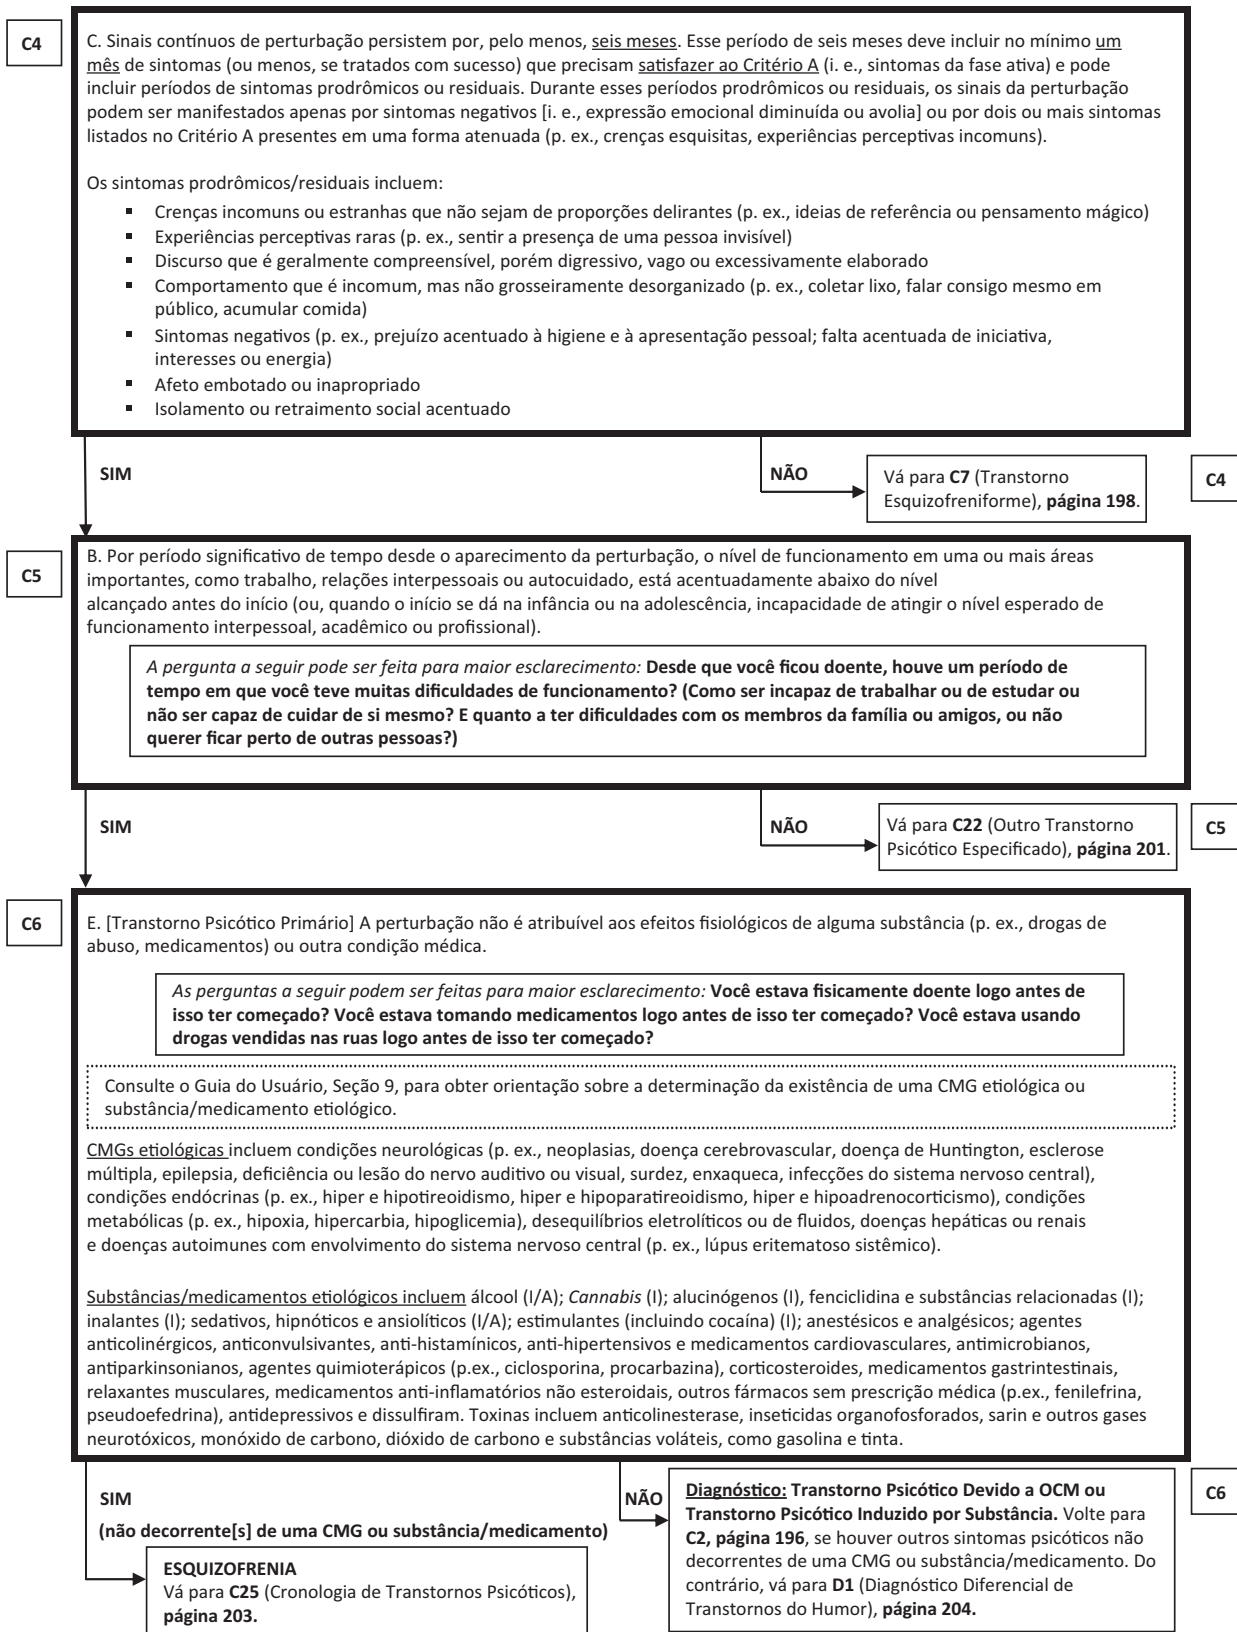 C4
C. Sinais contínuos de perturbação persistem por, pelo menos, seis meses. Esse período de seis meses deve incluir no mínimo um
mês de sintomas (ou menos, se tratados com sucesso) que precisam satisfazer ao Critério A (i. e., sintomas da fase ativa) e pode
incluir períodos de sintomas prodrômicos ou residuais. Durante esses períodos prodrômicos ou residuais, os sinais da perturbação
podem ser manifestados apenas por sintomas negativos [i. e., expressão emocional diminuída ou avolia] ou por dois ou mais sintomas
listados no Critério A presentes em uma forma atenuada (p. ex., crenças esquisitas, experiências perceptivas incomuns).
Os sintomas prodrômicos/residuais incluem:
▪ Crenças incomuns ou estranhas que não sejam de proporções delirantes (p. ex., ideias de referência ou pensamento mágico)
▪ Experiências perceptivas raras (p. ex., sentir a presença de uma pessoa invisível)
▪ Discurso que é geralmente compreensível, porém digressivo, vago ou excessivamente elaborado
▪ Comportamento que é incomum, mas não grosseiramente desorganizado (p. ex., coletar lixo, falar consigo mesmo em
público, acumular comida)
▪ Sintomas negativos (p. ex., prejuízo acentuado à higiene e à apresentação pessoal; falta acentuada de iniciativa,
interesses ou energia)
▪ Afeto embotado ou inapropriado
▪ Isolamento ou retraimento social acentuado
SIM
NÃO
Vá para C7 (Transtorno
Esquizofreniforme), página 198.
C4
C5
B. Por período significativo de tempo desde o aparecimento da perturbação, o nível de funcionamento em uma ou mais áreas
importantes, como trabalho, relações interpessoais ou autocuidado, está acentuadamente abaixo do nível
alcançado antes do início (ou, quando o início se dá na infância ou na adolescência, incapacidade de atingir o nível esperado de
funcionamento interpessoal, acadêmico ou profissional).
A pergunta a seguir pode ser feita para maior esclarecimento: Desde que você ficou doente, houve um período de
tempo em que você teve muitas dificuldades de funcionamento? (Como ser incapaz de trabalhar ou de estudar ou
não ser capaz de cuidar de si mesmo? E quanto a ter dificuldades com os membros da família ou amigos, ou não
querer ficar perto de outras pessoas?)
SIM
NÃO
Vá para C22 (Outro Transtorno
Psicótico Especificado), página 201.
C5
C6
E. [Transtorno Psicótico Primário] A perturbação não é atribuível aos efeitos fisiológicos de alguma substância (p. ex., drogas de
abuso, medicamentos) ou outra condição médica.
As perguntas a seguir podem ser feitas para maior esclarecimento: Você estava fisicamente doente logo antes de
isso ter começado? Você estava tomando medicamentos logo antes de isso ter começado? Você estava usando
drogas vendidas nas ruas logo antes de isso ter começado?
Consulte o Guia do Usuário, Seção 9, para obter orientação sobre a determinação da existência de uma CMG etiológica ou
substância/medicamento etiológico.
CMGs etiológicas incluem condições neurológicas (p. ex., neoplasias, doença cerebrovascular, doença de Huntington, esclerose
múltipla, epilepsia, deficiência ou lesão do nervo auditivo ou visual, surdez, enxaqueca, infecções do sistema nervoso central),
condições endócrinas (p. ex., hiper e hipotireoidismo, hiper e hipoparatireoidismo, hiper e hipoadrenocorticismo), condições
metabólicas (p. ex., hipoxia, hipercarbia, hipoglicemia), desequilíbrios eletrolíticos ou de fluidos, doenças hepáticas ou renais
e doenças autoimunes com envolvimento do sistema nervoso central (p. ex., lúpus eritematoso sistêmico).
Substâncias/medicamentos etiológicos incluem álcool (I/A); Cannabis (I); alucinógenos (I), fenciclidina e substâncias relacionadas (I);
inalantes (I); sedativos, hipnóticos e ansiolíticos (I/A); estimulantes (incluindo cocaína) (I); anestésicos e analgésicos; agentes
anticolinérgicos, anticonvulsivantes, anti-histamínicos, anti-hipertensivos e medicamentos cardiovasculares, antimicrobianos,
antiparkinsonianos, agentes quimioterápicos (p.ex., ciclosporina, procarbazina), corticosteroides, medicamentos gastrintestinais,
relaxantes musculares, medicamentos anti-inflamatórios não esteroidais, outros fármacos sem prescrição médica (p.ex., fenilefrina,
pseudoefedrina), antidepressivos e dissulfiram. Toxinas incluem anticolinesterase, inseticidas organofosforados, sarin e outros gases
neurotóxicos, monóxido de carbono, dióxido de carbono e substâncias voláteis, como gasolina e tinta.
SIM
(não decorrente[s] de uma CMG ou substância/medicamento)
ESQUIZOFRENIA
Vá para C25 (Cronologia de Transtornos Psicóticos),
página 203.
NÃO
Diagnóstico: Transtorno Psicótico Devido a OCM ou
Transtorno Psicótico Induzido por Substância. Volte para
C2, página 196, se houver outros sintomas psicóticos não
decorrentes de uma CMG ou substância/medicamento. Do
contrário, vá para D1 (Diagnóstico Diferencial de
Transtornos do Humor), página 204.
C6